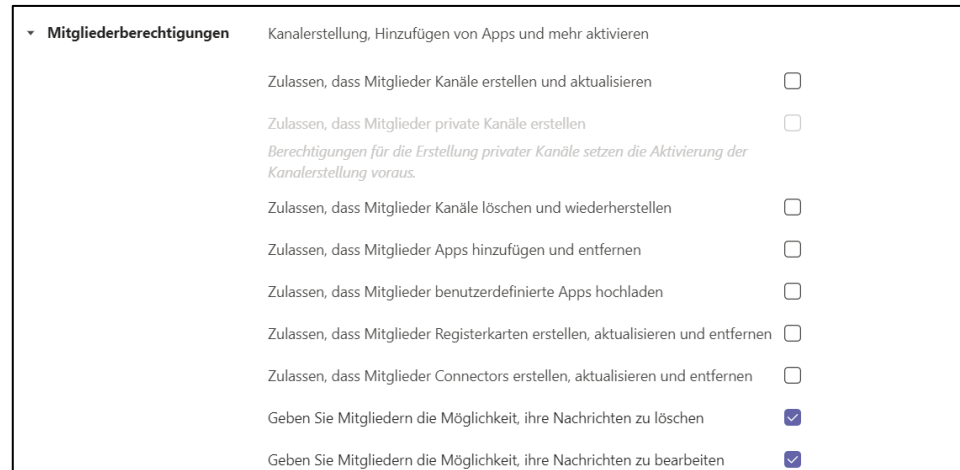 Mitgliederberechtigungen Kanalerstellung, Hinzufügen von Apps und mehr aktivieren
Zulassen, dass Mitglieder Kanäle erstellen und aktualisieren
Zulassen, dass Mitglieder private Kanäle erstellen
Berechtigungen für die Erstellung privater Kanäle setzen die Aktivierung der
Kanalerstellung voraus.
Zulassen, dass Mitglieder Kanäle löschen und wiederherstellen
Zulassen, dass Mitglieder Apps hinzufügen und entfernen
Zulassen, dass Mitglieder benutzerdefinierte Apps hochladen
Zulassen, dass Mitglieder Registerkarten erstellen, aktualisieren und entfernen
Zulassen, dass Mitglieder Connectors erstellen, aktualisieren und entfernen
Geben Sie Mitgliedern die Möglichkeit, ihre Nachrichten zu löschen
Geben Sie Mitgliedern die Möglichkeit, ihre Nachrichten zu bearbeiten